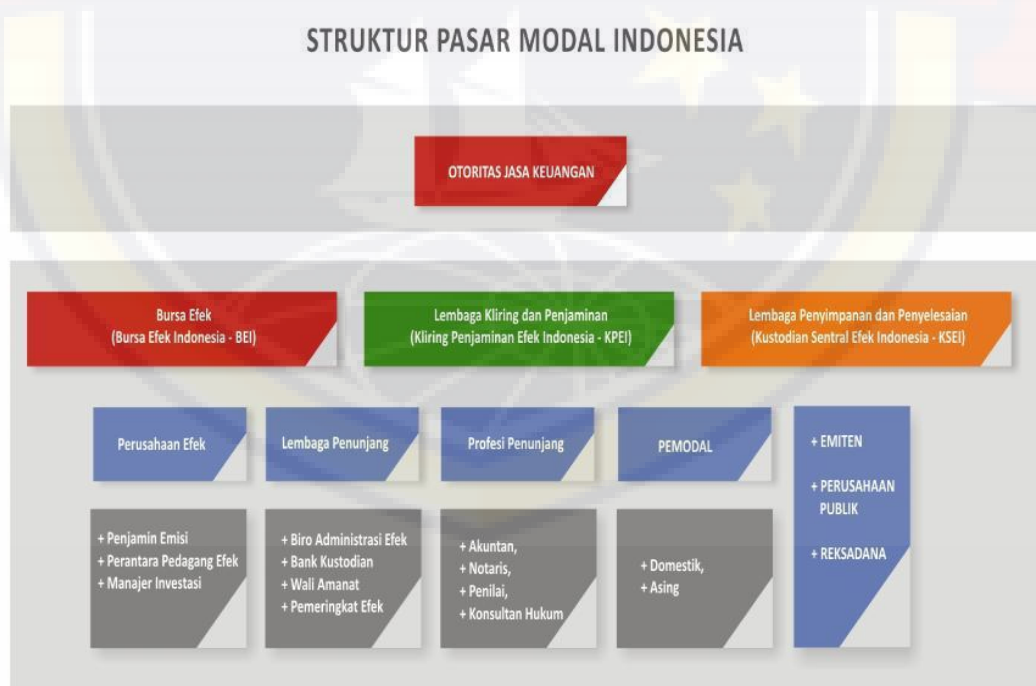 STRUKTUR PASAR MODAL INDONESIA
OTORITAS JASA KEUANGAN
Bursa Efek
(Bursa Efek Indonesia - BEI)
Lembaga Kliring dan Penjaminan
(Kliring Penjaminan Efek Indonesia - KPEI)
Lembaga Penyimpanan dan Penyelesaian
(Kustodian Sentral Efek Indonesia - KSEI)
Perusahaan Efek
Lembaga Penunjang
Profesi Penunjang
PEMODAL
+ EMITEN
+ PERUSAHAAN
PUBLIK
+ REKSADANA
+ Penjamin Emisi
+ Perantara Pedagang Efek
+ Manajer Investasi
+ Biro Administrasi Efek
+ Bank Kustodian
+ Wali Amanat
+ Pemeringkat Efek
+ Akuntan,
+ Notaris,
+ Penilai,
+ Konsultan Hukum
+ Domestik,
+ Asing